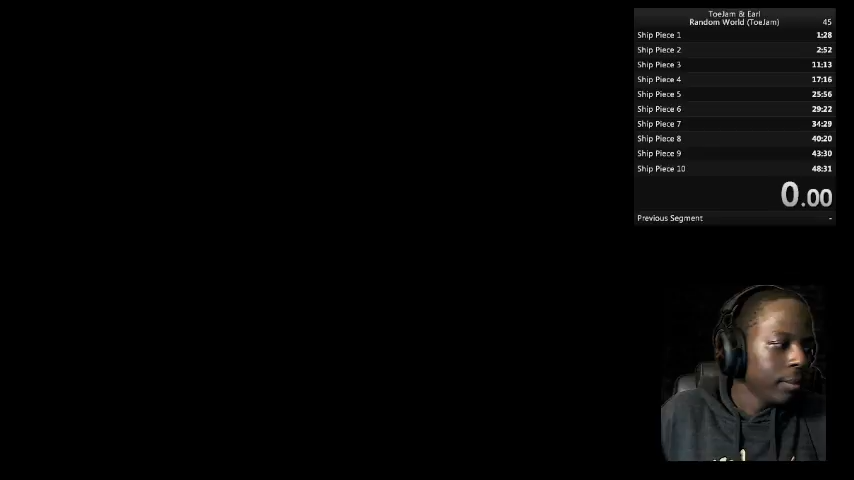 ToeJam & Earl
Random World (ToeJam) 45
Ship Piece 1 1:28
Ship Piece 2 2:52
Ship Piece 3 11:13
Ship Piece 4 17:16
Ship Piece 5 25:56
Ship Piece 6 29:22
Ship Piece 7 34:29
Ship Piece 8 40:20
Ship Piece 9 43:30
Ship Piece 10 48:31
0.00
Previous Segment -